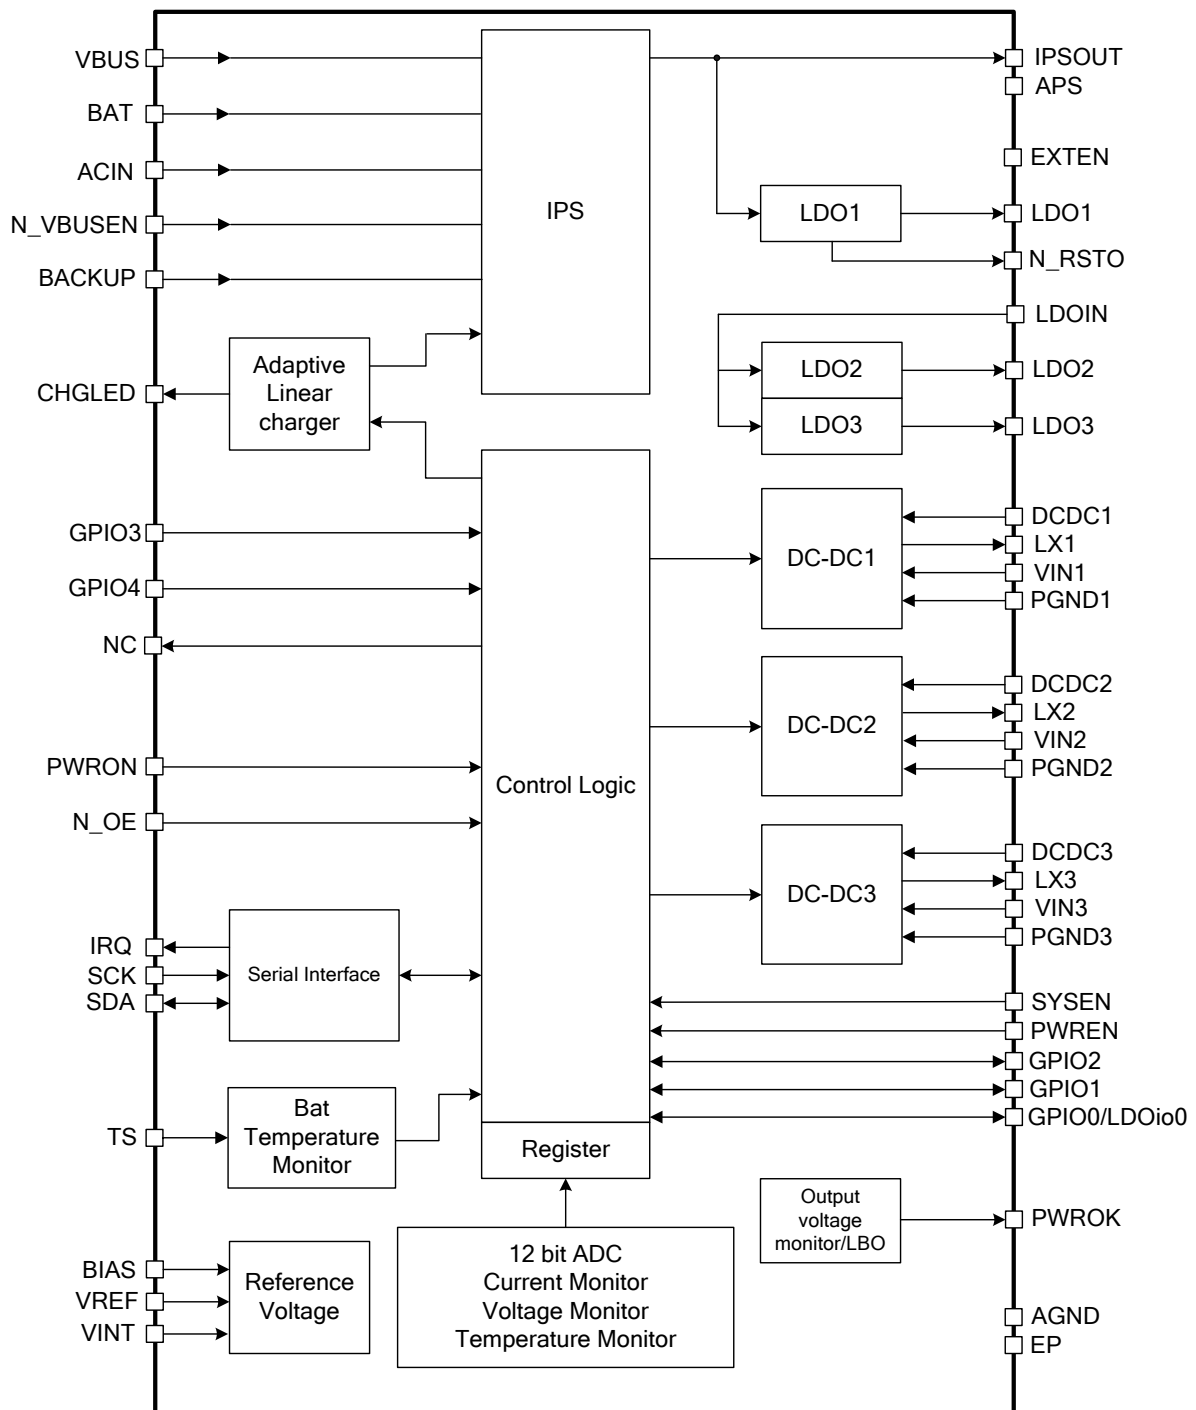 VBUS
BAT
ACIN
N_VBUSEN
BACKUP
CHGLED
GPIO3
GPIO4
NC
PWRON
N_OE
IRQ
SCK
SDA
TS
BIAS
VREF
VINT
Adaptive
Linear
charger
Serial Interface
Bat
Temperature
Monitor
Reference
Voltage
IPS
Control Logic
Register
12 bit ADC
Current Monitor
Voltage Monitor
Temperature Monitor
LDO1
LDO2
LDO3
DC-DC1
DC-DC2
DC-DC3
Output
voltage
monitor/LBO
IPSOUT
APS
EXTEN
LDO1
N_RSTO
LDOIN
LDO2
LDO3
DCDC1
LX1
VIN1
PGND1
DCDC2
LX2
VIN2
PGND2
DCDC3
LX3
VIN3
PGND3
SYSEN
PWREN
GPIO2
GPIO1
GPIO0/LDOio0
PWROK
AGND
EP